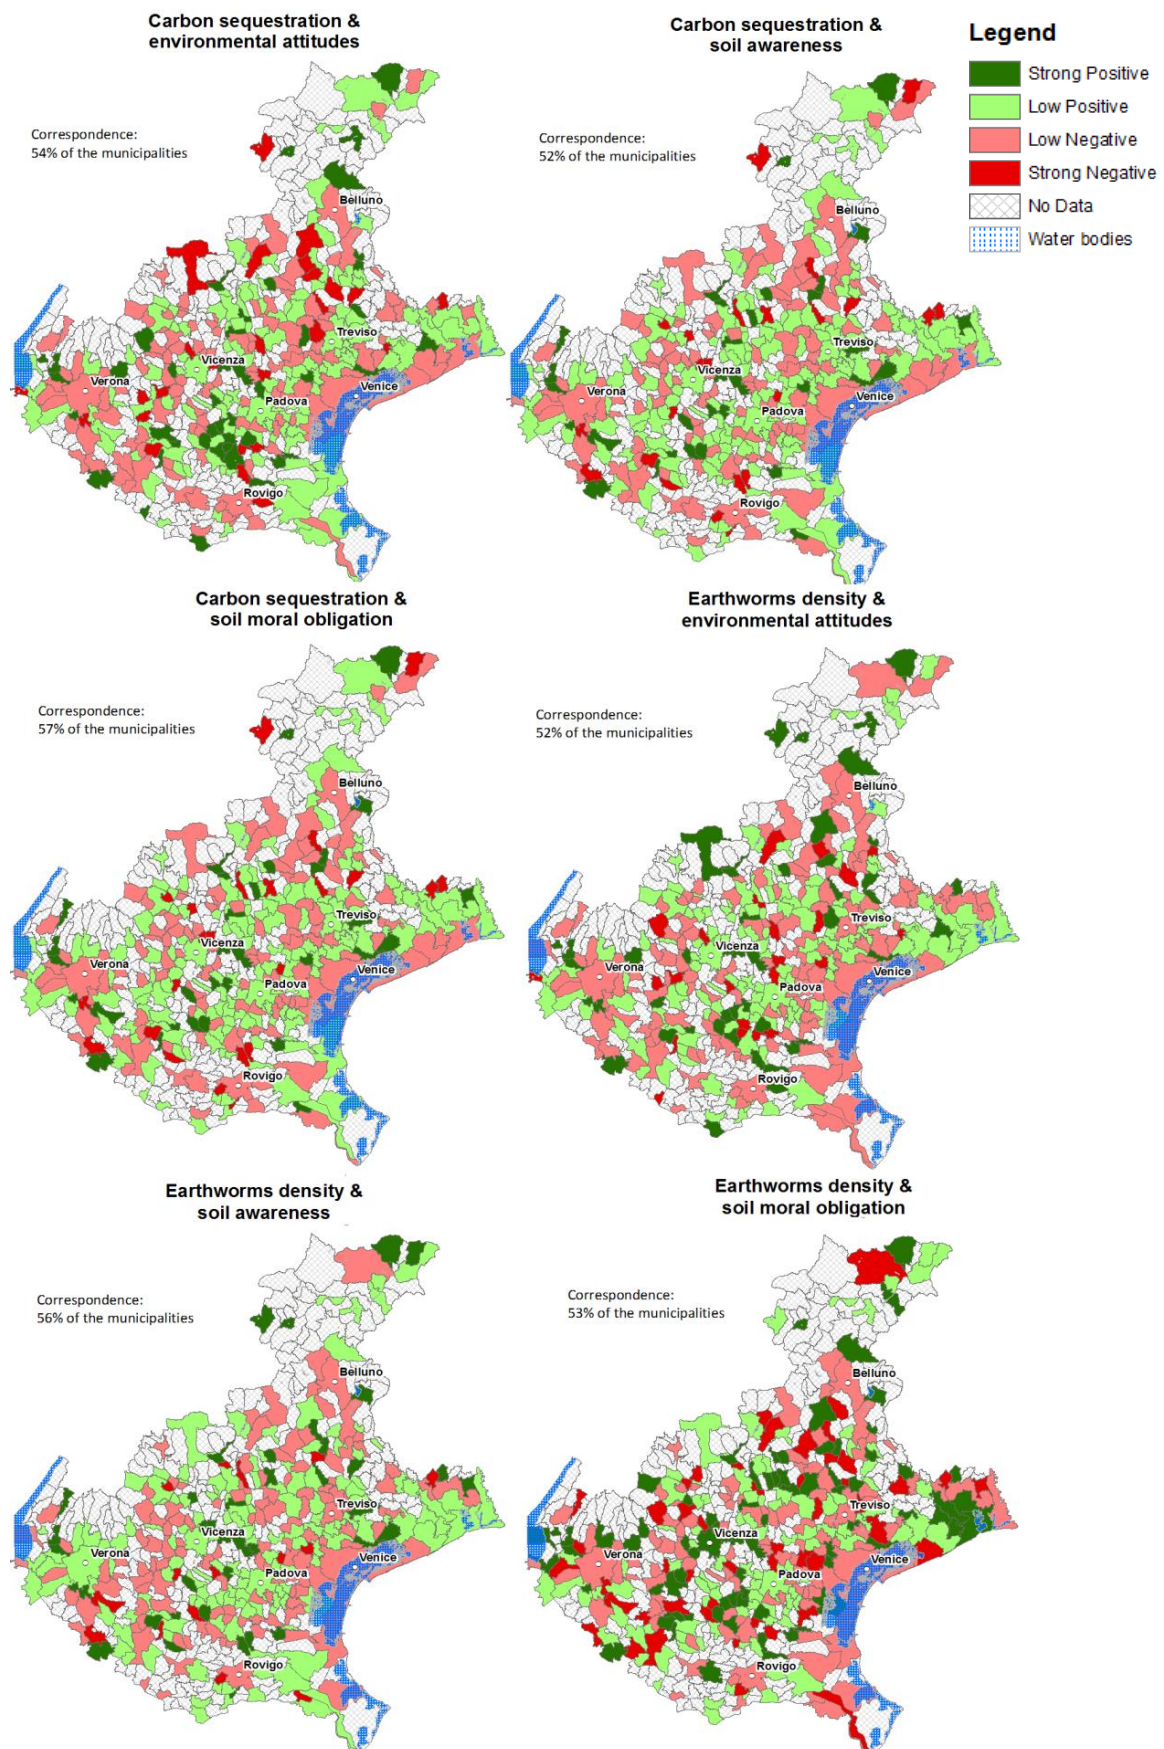 Carbon sequestration &
environmental attitudes
Correspondence:
54% of the municipalities
Belluno
Treviso
Vicenza
Verona
Venice
Padova
Rovigo
Carbon sequestration &
soil awareness
Correspondence:
52% of the municipalities
Belluno
Treviso
Vicenza
Verona
Venice
Padova
Rovigo
Legend
Strong Positive
Low Positive
Low Negative
Strong Negative
No Data
Water bodies
Carbon sequestration &
soil moral obligation
Correspondence:
57% of the municipalities
Belluno
Treviso
Vicenza
Verona
Venice
Padova
Rovigo
Earthworms density &
environmental attitudes
Correspondence:
52% of the municipalities
Belluno
Treviso
Vicenza
Verona
Venice
Padova
Rovigo
Earthworms density &
soil awareness
Correspondence:
56% of the municipalities
Belluno
Treviso
Vicenza
Verona
Venice
Padova
Rovigo
Earthworms density &
soil moral obligation
Correspondence:
53% of the municipalities
Belluno
Treviso
Vicenza
Verona
Venice
Padova
Rovigo